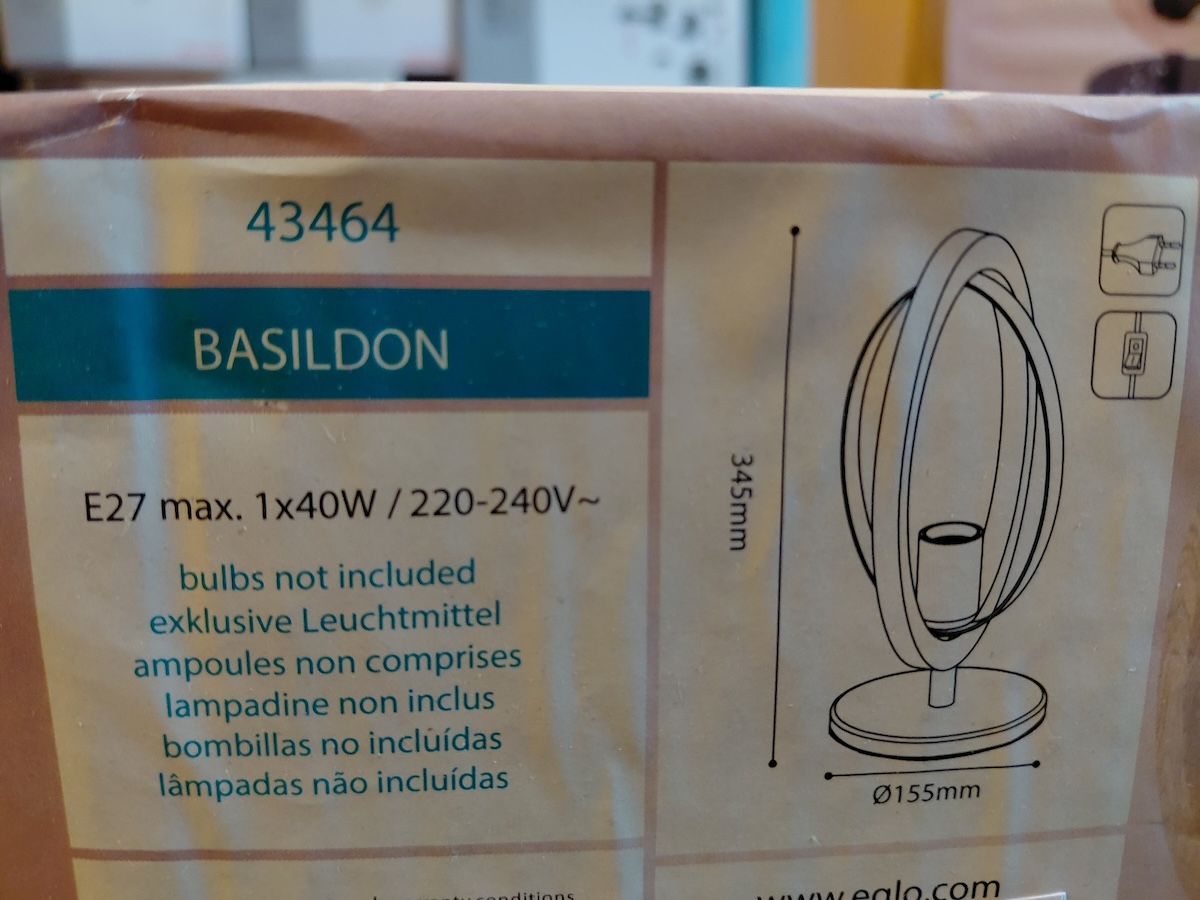 43464
BASILDON
E27 max. 1x40W / 220-240V~
bulbs not included
exklusive Leuchtmittel
ampoules non comprises
lampadine non inclus
bombillas no incluídas
lâmpadas não incluídas
345mm
Ø155mm
conditions
www.eglo.com